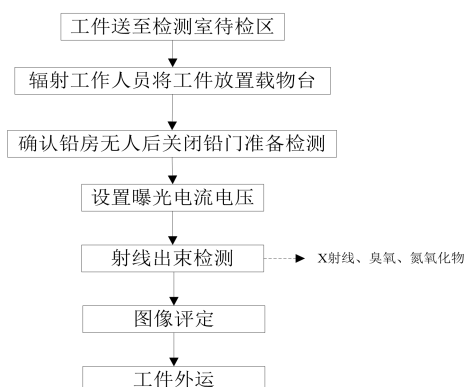 工件送至检测室待检区
辐射工作人员将工件放置载物台
确认铅房无人后关闭铅门准备检测
设置曝光电流电压
射线出束检测
X射线、臭氧、氮氧化物
图像评定
工件外运